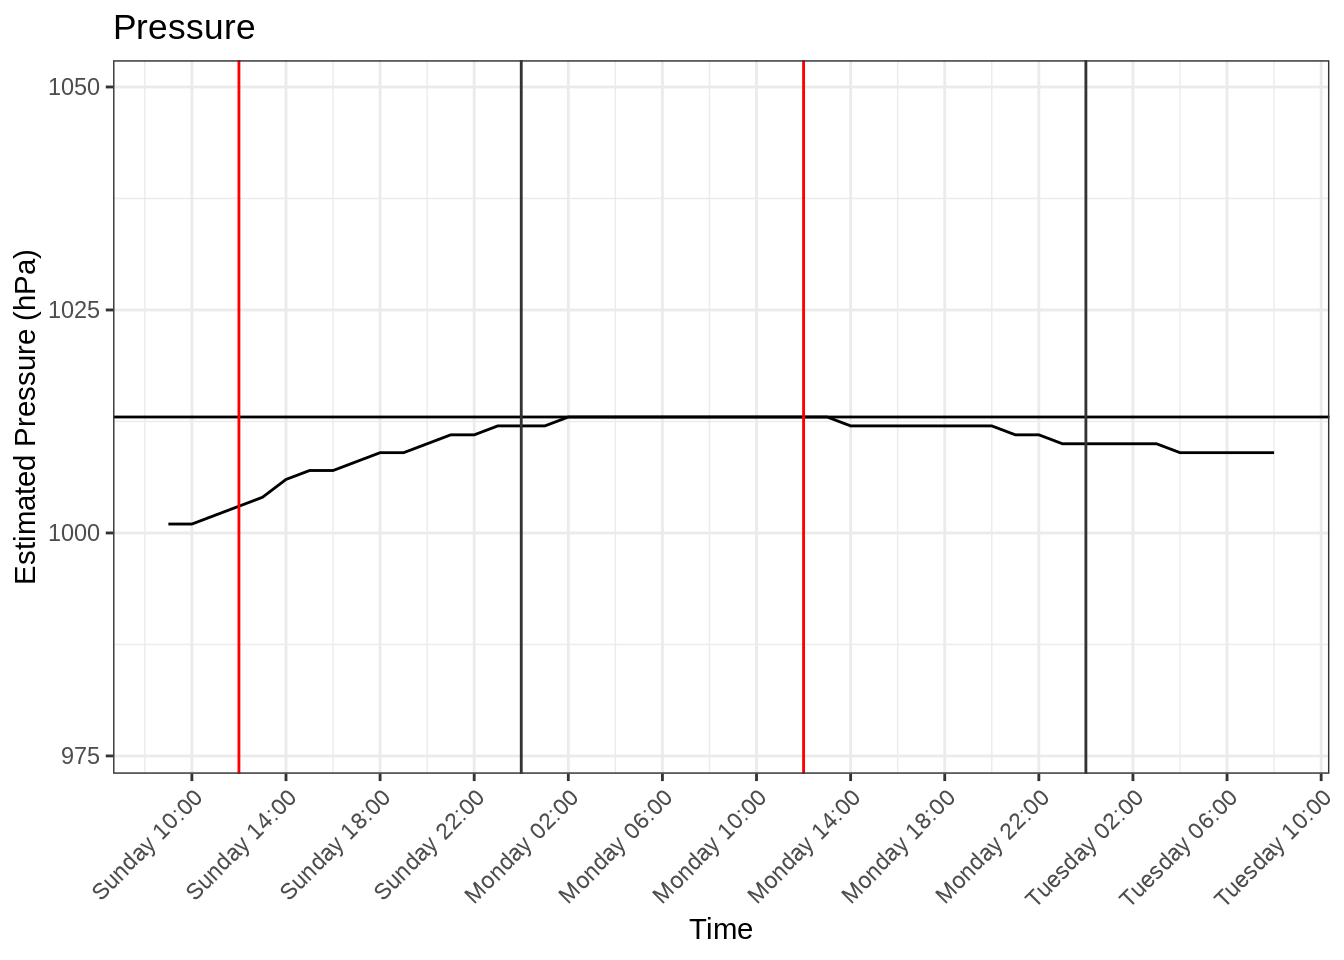 Pressure
Estimated Pressure (hPa)
1050
1025
1000
975
Sunday 10:00
Sunday 14:00
Sunday 18:00
Sunday 22:00
Monday 02:00
Monday 06:00
Monday 10:00
Monday 14:00
Monday 18:00
Monday 22:00
Tuesday 02:00
Tuesday 06:00
Tuesday 10:00
Time